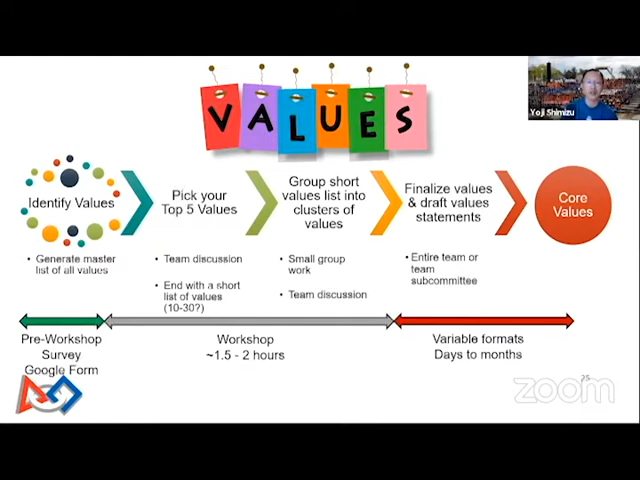 VALUES
Yoji Shimizu
Identify Values
Pick your
Top 5 Values
Group short
values list into
clusters of
values
Finalize values
& draft values
statements
Core
Values
• Generate master
list of all values
• Team discussion
• End with a short
list of values
(10-30?)
• Small group
work
• Team discussion
• Entire team or
team
subcommittee
Pre-Workshop
Survey
Google Form
Workshop
~1.5 - 2 hours
Variable formats
Days to months
25
zoom